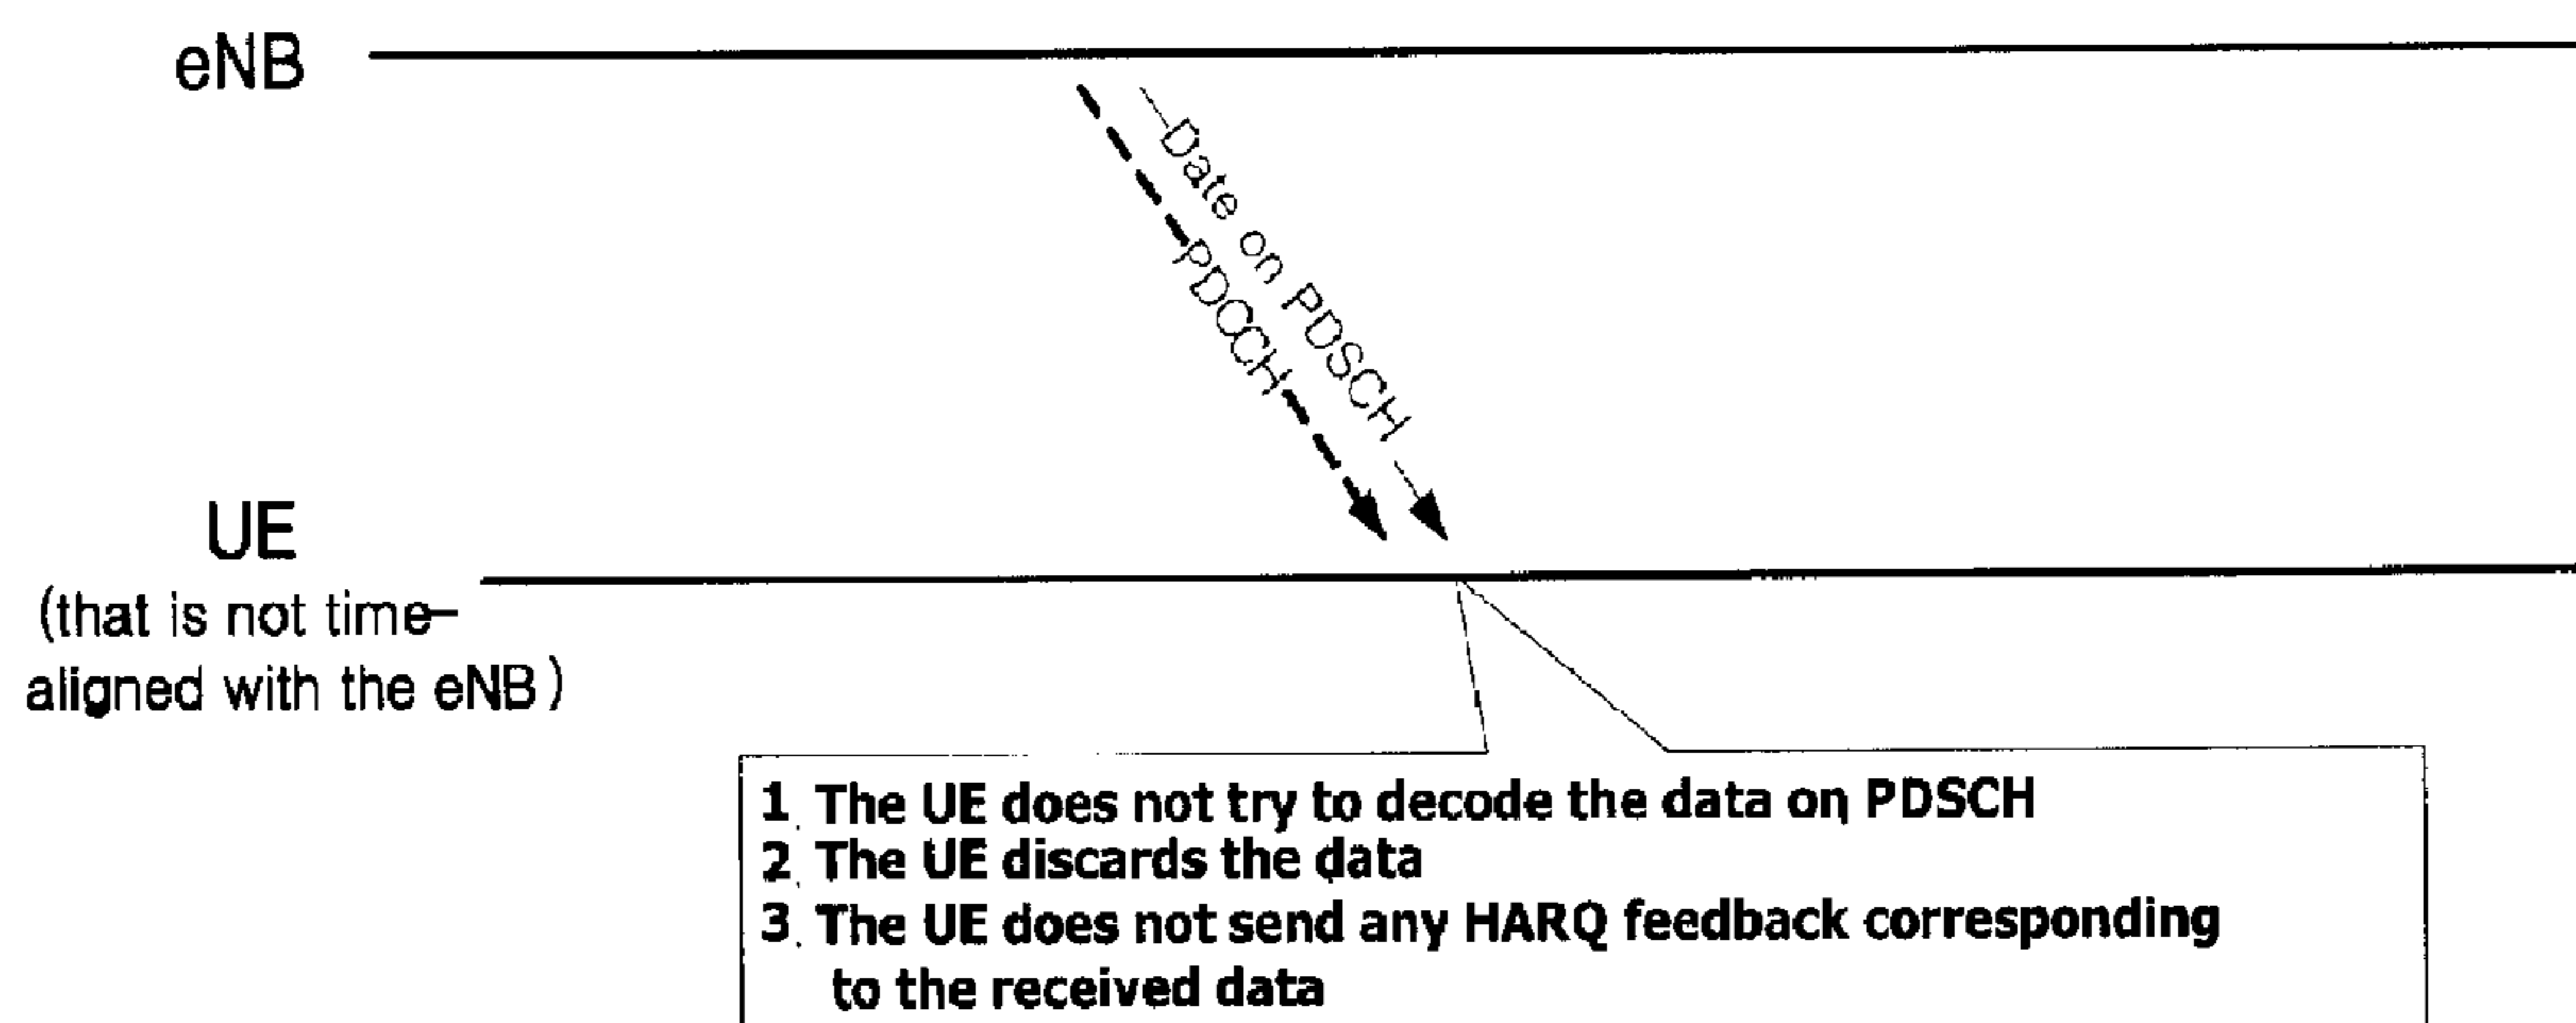 eNB
Date on PDSCH
PDCCH
UE
(that is not time-
aligned with the eNB)
1. The UE does not try to decode the data on PDSCH
2. The UE discards the data
3. The UE does not send any HARQ feedback corresponding
to the received data